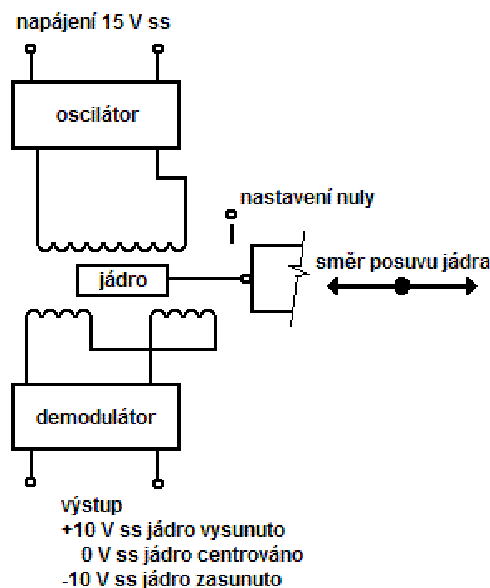 napájení 15 V ss
oscilátor
nastavení nuly
směr posuvu jádra
jádro
demodulátor
výstup
+10 V ss jádro vysunuto
0 V ss jádro centrováno
-10 V ss jádro zasunuto